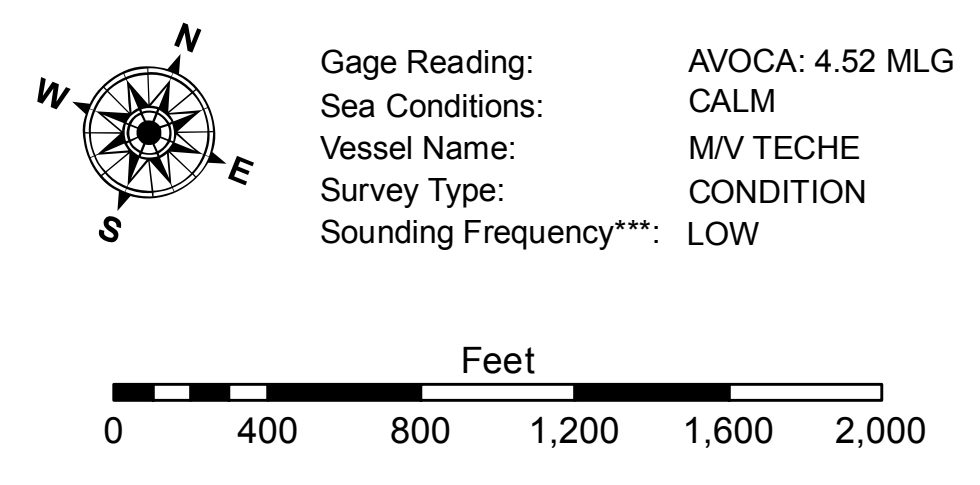 N
W
E
S
Gage Reading: AVOCA: 4.52 MLG
Sea Conditions: CALM
Vessel Name: M/V TECHE
Survey Type: CONDITION
Sounding Frequency***: LOW
Feet
0 400 800 1,200 1,600 2,000